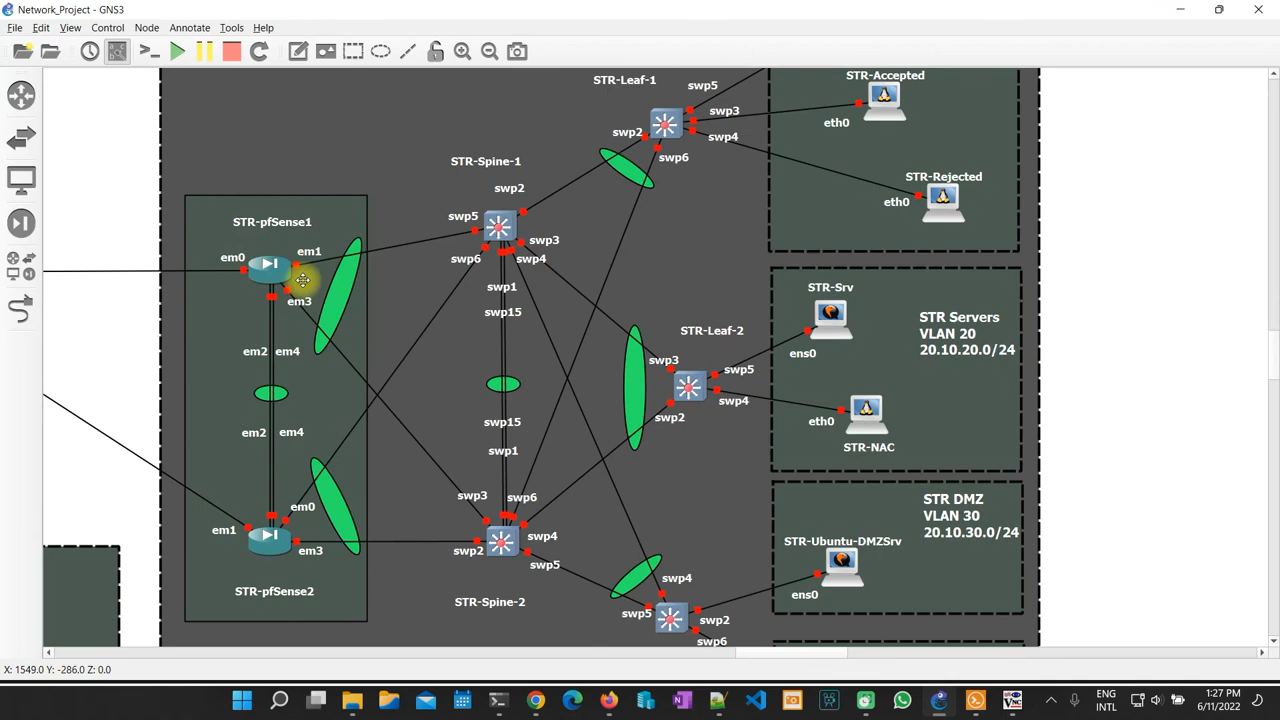 Network_Project - GNS3
File Edit View Control Node Annotate Tools Help
STR-Leaf-1
swp5
swp3
swp2
swp4
swp6
STR-Accepted
eth0
STR-Rejected
eth0
STR-Spine-1
swp2
swp5
swp3
swp6
swp4
swp1
swp15
STR-pfSense1
em0
em1
em3
em2 em4
em2 em4
em0
em1
em3
STR-pfSense2
STR-Leaf-2
swp3
swp5
swp4
swp2
STR-Srv
ens0
STR Servers
VLAN 20
20.10.20.0/24
eth0
STR-NAC
swp15
swp1
swp3
swp6
swp4
swp2
swp5
STR-Spine-2
swp4
swp5
swp2
swp6
STR DMZ
VLAN 30
20.10.30.0/24
STR-Ubuntu-DMZSrv
ens0
X: 1549.0 Y: -286.0 Z: 0.0
ENG
INTL
1:27 PM
6/11/2022